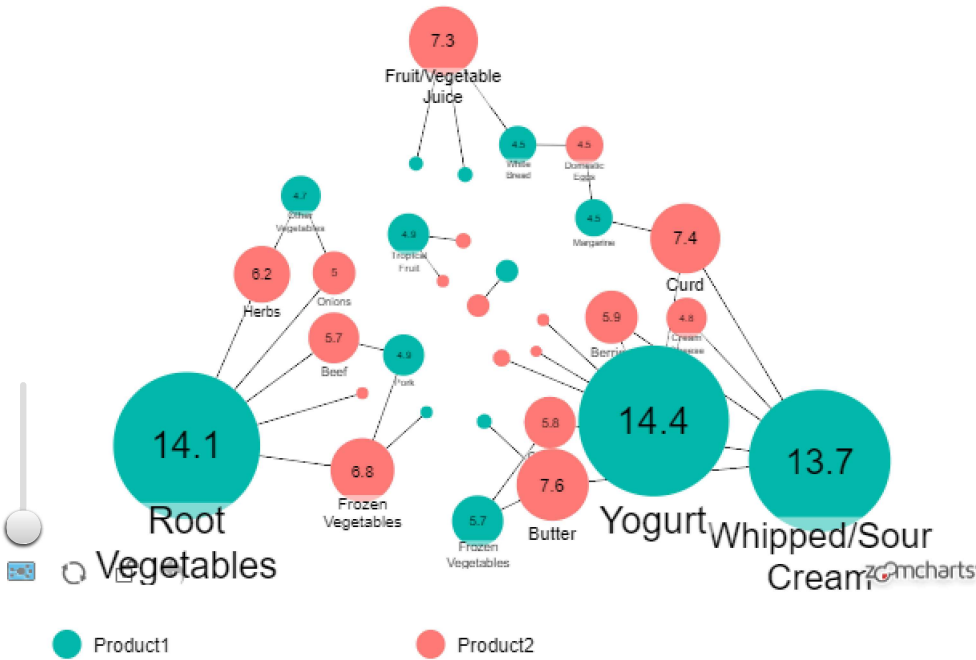 7.3
Fruit/Vegetable
Juice
4.5
White
Bread
4.5
Domestic
Eggs
4.7
Other
Vegetables
4.5
Margarine
4.9
Tropical
Fruit
7.4
Curd
6.2
Herbs
5
Onions
5.7
Beef
4.9
Pork
5.9
4.8
Cream
14.1
Root
Vegetables
6.8
Frozen
Vegetables
5.8
7.6
Butter
5.7
Frozen
Vegetables
14.4
Yogurt
13.7
Whipped/Sour
Cream
zoomcharts
Product1
Product2